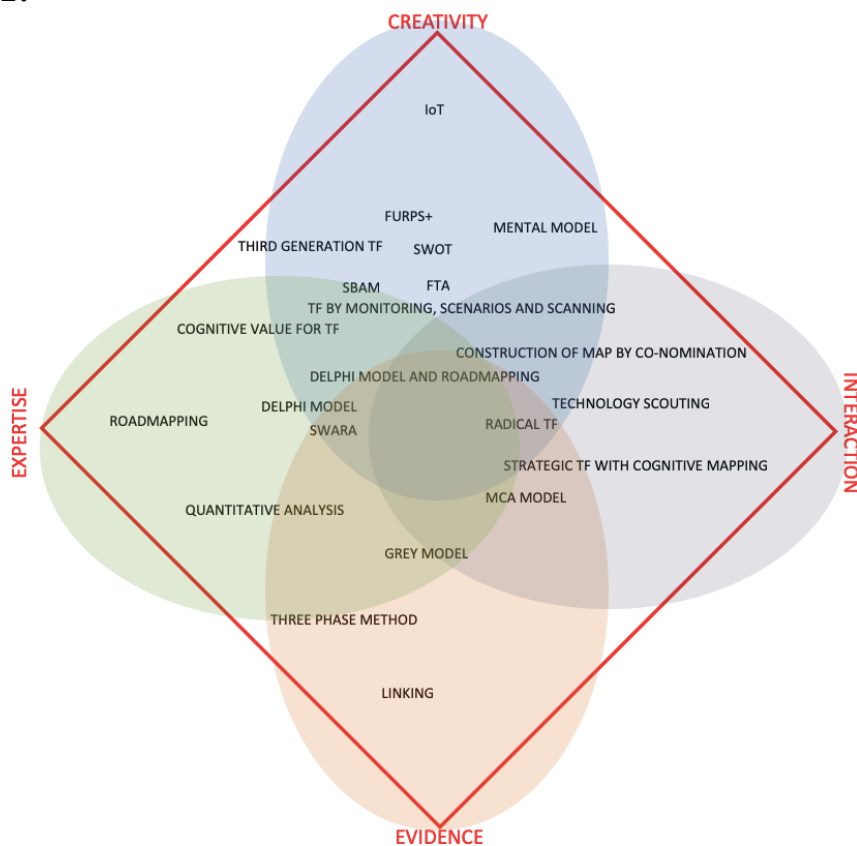 CREATIVITY
IoT
FURPS+
MENTAL MODEL
THIRD GENERATION TF
SWOT
SBAM
FTA
TF BY MONITORING, SCENARIOS AND SCANNING
COGNITIVE VALUE FOR TF
CONSTRUCTION OF MAP BY CO-NOMINATION
DELPHI MODEL AND ROADMAPPING
EXPERTISE
INTERACTION
TECHNOLOGY SCOUTING
DELPHI MODEL
ROADMAPPING
RADICAL TF
SWARA
STRATEGIC TF WITH COGNITIVE MAPPING
MCA MODEL
QUANTITATIVE ANALYSIS
GREY MODEL
THREE PHASE METHOD
LINKING
EVIDENCE